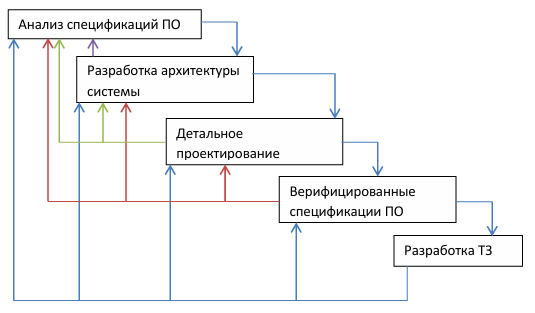 Анализ спецификаций ПО
Разработка архитектуры
системы
Детальное
проектирование
Верифицированные
спецификации ПО
Разработка ТЗ